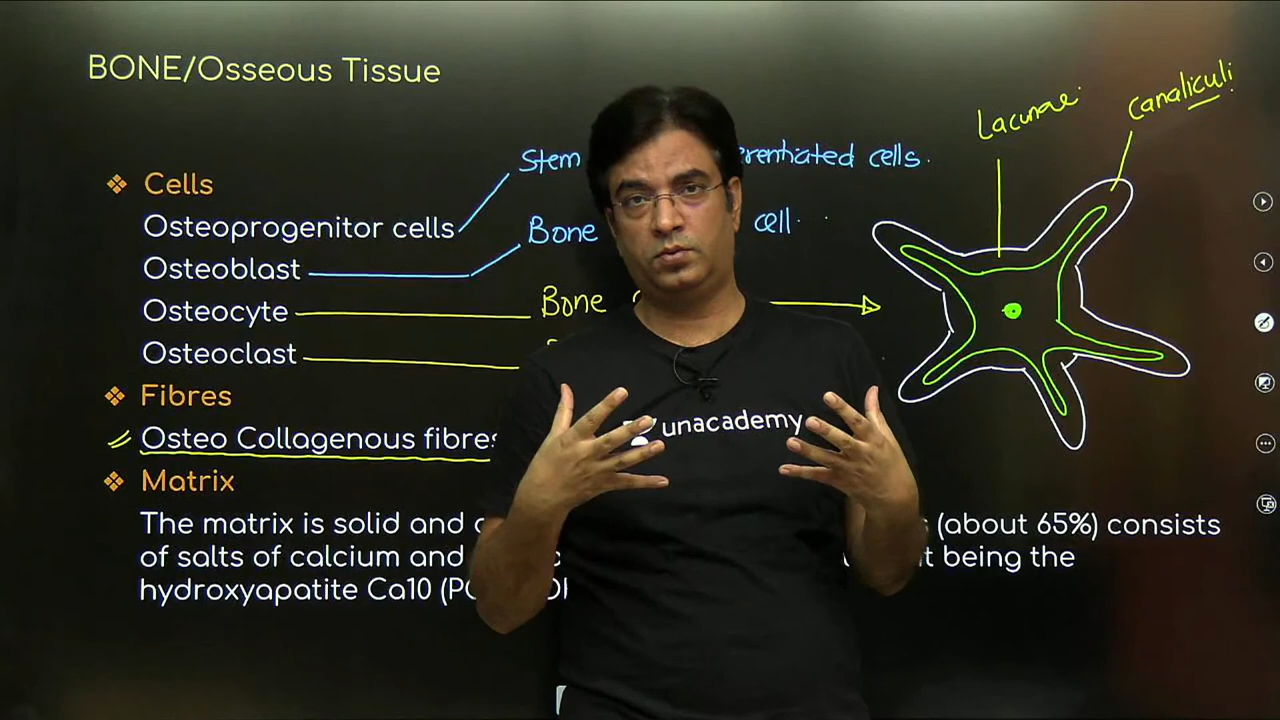 BONE/Osseous Tissue
Lacunae
Canaliculi
Stem erentiated cells.
Cells
Osteoprogenitor cells
Bone cell.
Osteoblast
Bone
Osteocyte
Osteoclast
Fibres
unacademy
Osteo Collagenous fibres
Matrix
The matrix is solid and (about 65%) consists
of salts of calcium and being the
hydroxyapatite Ca10 (PO